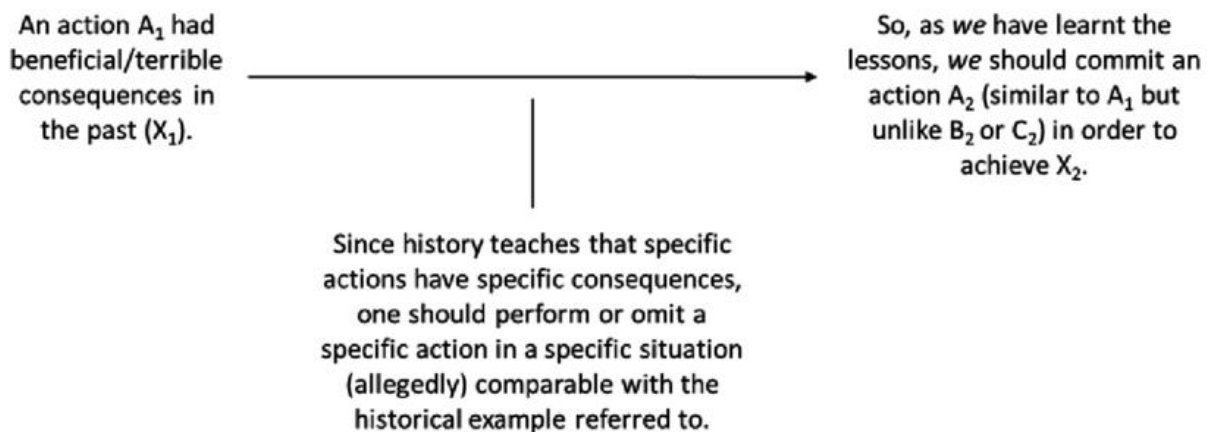 An action A₁ had
beneficial/terrible
consequences in
the past (X₁).
So, as we have learnt the
lessons, we should commit an
action A₂ (similar to A₁ but
unlike B₂ or C₂) in order to
achieve X₂.
Since history teaches that specific
actions have specific consequences,
one should perform or omit a
specific action in a specific situation
(allegedly) comparable with the
historical example referred to.